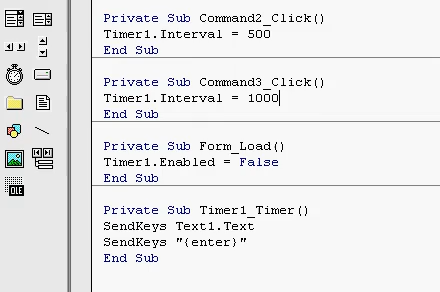 Private Sub Command2_Click()
Timer1.Interval = 500
End Sub
Private Sub Command3_Click()
Timer1.Interval = 1000
End Sub
Private Sub Form_Load()
Timer1.Enabled = False
End Sub
Private Sub Timer1_Timer()
SendKeys Text1.Text
SendKeys "{enter}"
End Sub
OLE